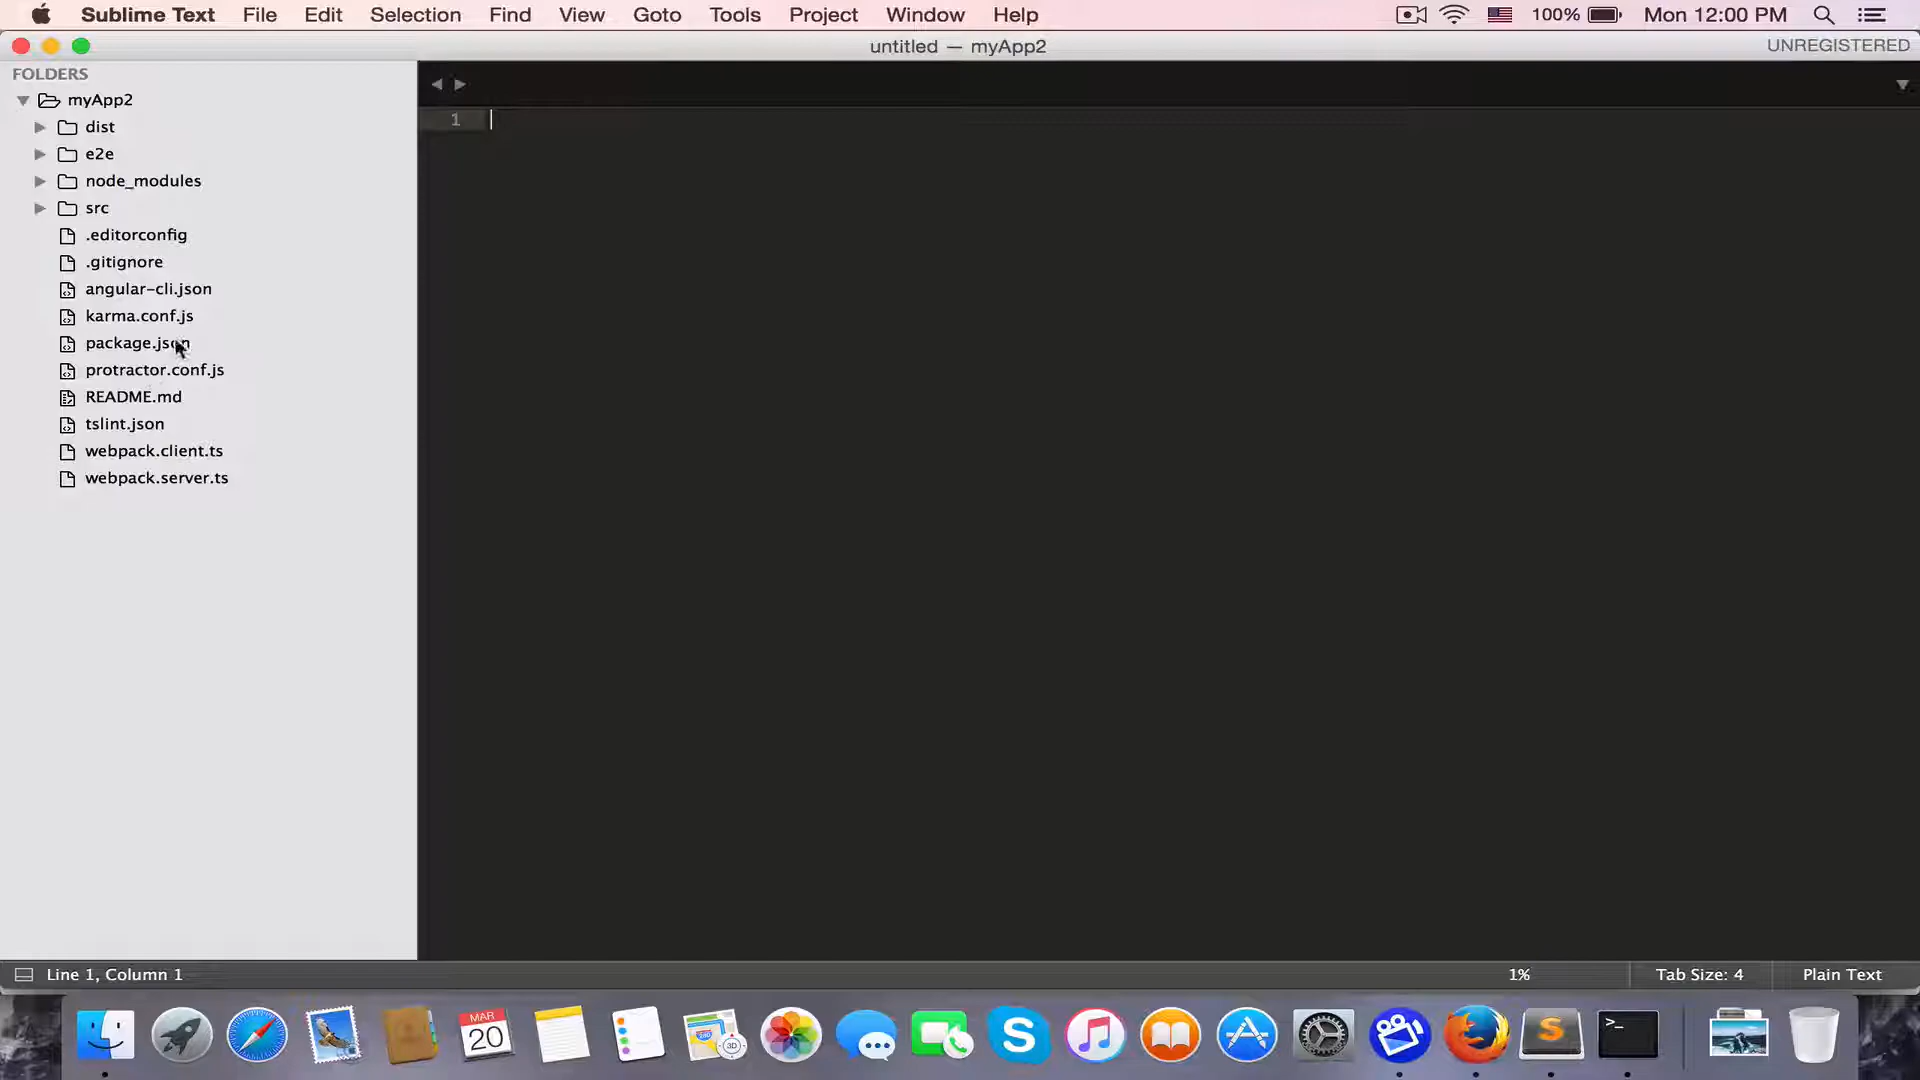 Sublime Text File Edit Selection Find View Goto Tools Project Window Help 100% Mon 12:00 PM
untitled — myApp2 UNREGISTERED
FOLDERS
myApp2
dist
e2e
node_modules
src
.editorconfig
.gitignore
angular-cli.json
karma.conf.js
package.json
protractor.conf.js
README.md
tslint.json
webpack.client.ts
webpack.server.ts
1
Line 1, Column 1 1% Tab Size: 4 Plain Text
MAR
20
3D
S
S
>_